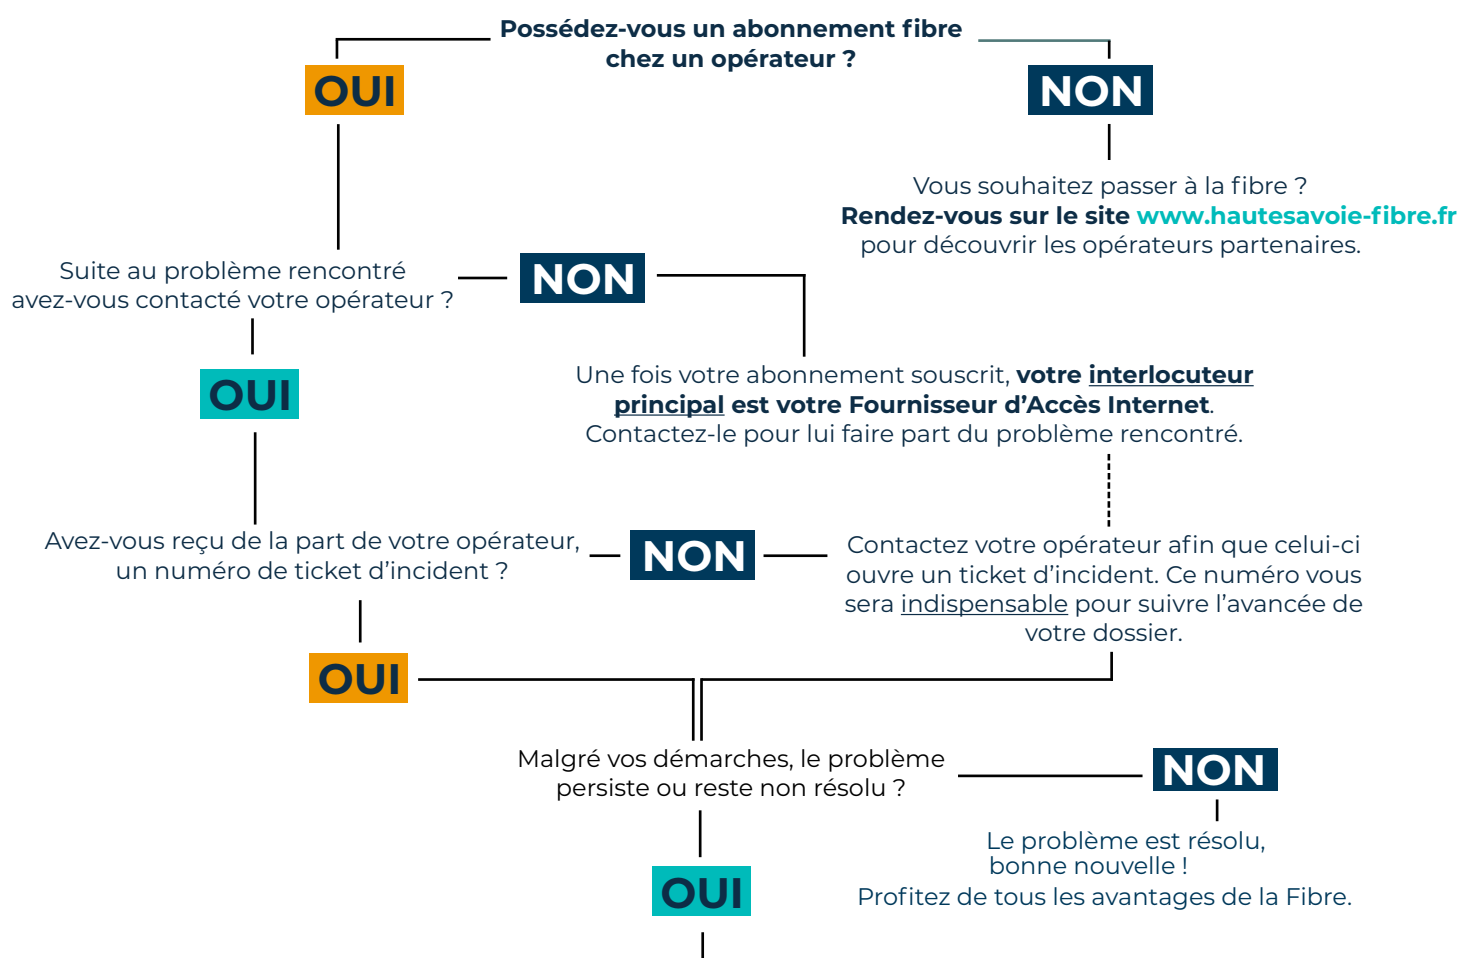 Possédez-vous un abonnement fibre
chez un opérateur ?
OUI
NON
Vous souhaitez passer à la fibre ?
Rendez-vous sur le site www.hautesavoie-fibre.fr
pour découvrir les opérateurs partenaires.
Suite au problème rencontré
avez-vous contacté votre opérateur ?
NON
OUI
Une fois votre abonnement souscrit, votre interlocuteur
principal est votre Fournisseur d'Accès Internet.
Contactez-le pour lui faire part du problème rencontré.
Avez-vous reçu de la part de votre opérateur,
un numéro de ticket d'incident ?
NON
Contactez votre opérateur afin que celui-ci
ouvre un ticket d'incident. Ce numéro vous
sera indispensable pour suivre l'avancée de
votre dossier.
OUI
Malgré vos démarches, le problème
persiste ou reste non résolu ?
NON
Le problème est résolu,
bonne nouvelle !
Profitez de tous les avantages de la Fibre.
OUI